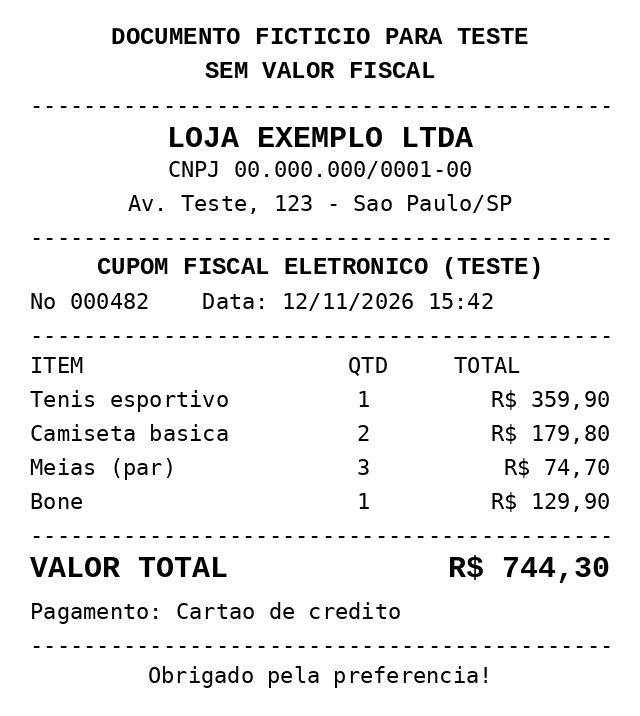 DOCUMENTO FICTICIO PARA TESTE
SEM VALOR FISCAL
LOJA EXEMPLO LTDA
CNPJ 00.000.000/0001-00
Av. Teste, 123 - Sao Paulo/SP
CUPOM FISCAL ELETRONICO (TESTE)
No 000482    Data: 12/11/2026 15:42
ITEM QTD TOTAL
Tenis esportivo 1 R$ 359,90
Camiseta basica 2 R$ 179,80
Meias (par) 3 R$ 74,70
Bone 1 R$ 129,90
VALOR TOTAL R$ 744,30
Pagamento: Cartao de credito
Obrigado pela preferencia!